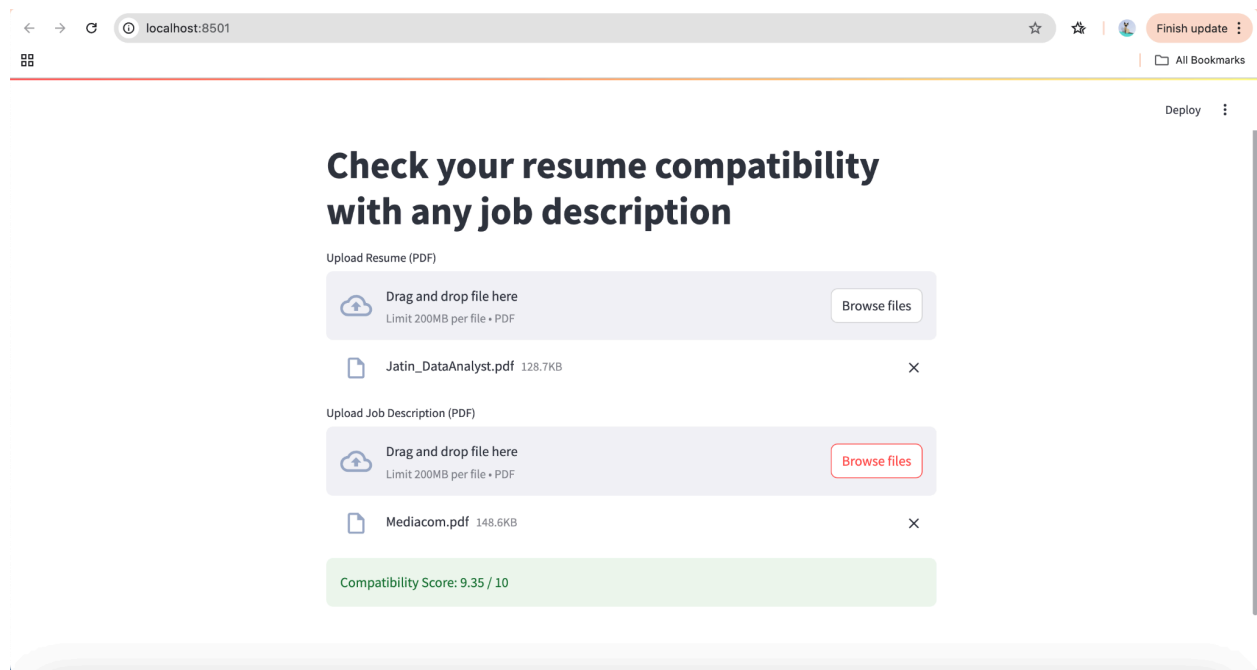 localhost:8501
Finish update
All Bookmarks
Deploy
Check your resume compatibility
with any job description
Upload Resume (PDF)
Drag and drop file here
Limit 200MB per file • PDF
Browse files
Jatin_DataAnalyst.pdf 128.7KB
Upload Job Description (PDF)
Drag and drop file here
Limit 200MB per file • PDF
Browse files
Mediacom.pdf 148.6KB
Compatibility Score: 9.35 / 10